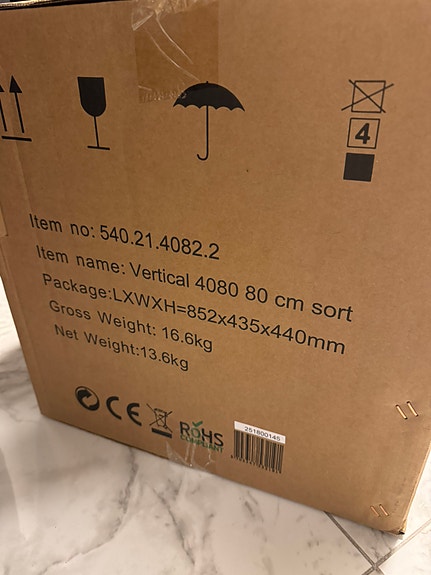 4
Item no: 540.21.4082.2
Item name: Vertical 4080 80 cm sort
Package:LXWXH=852x435x440mm
Gross Weight: 16.6kg
Net Weight:13.6kg
CE
RoHS
COMPLIANT
251800145